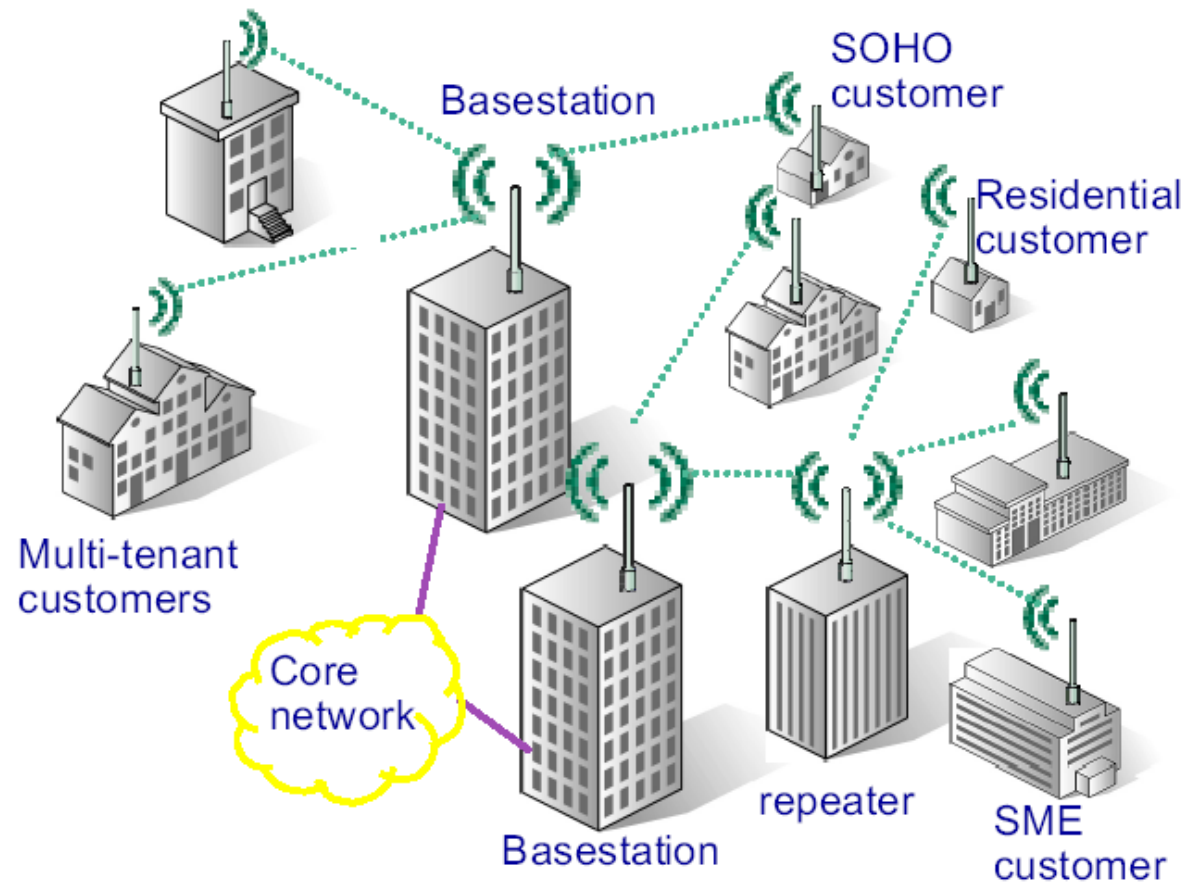 SOHO
customer
Basestation
Residential
customer
Multi-tenant
customers
Core
network
repeater
Basestation
SME
customer